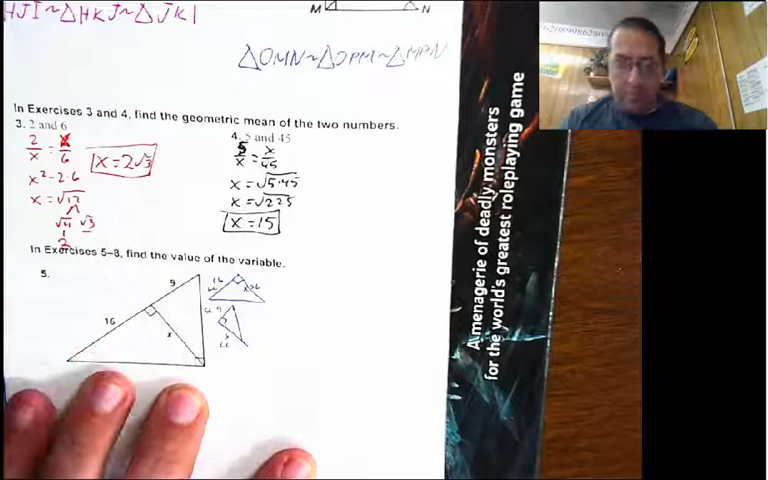 HJI~△HKJ~△JKI
M N
△OMN~△OPM~△MPN
In Exercises 3 and 4, find the geometric mean of the two numbers.
3. 2 and 6
2/x = x/6
x=2√3
x²=2·6
x=√12
√4 √3
2
4. 5 and 45
5/x = x/45
x=√5·45
x=√225
x=15
In Exercises 5–8, find the value of the variable.
5.
9
16
x
A menagerie of deadly monsters
for the world's greatest roleplaying game